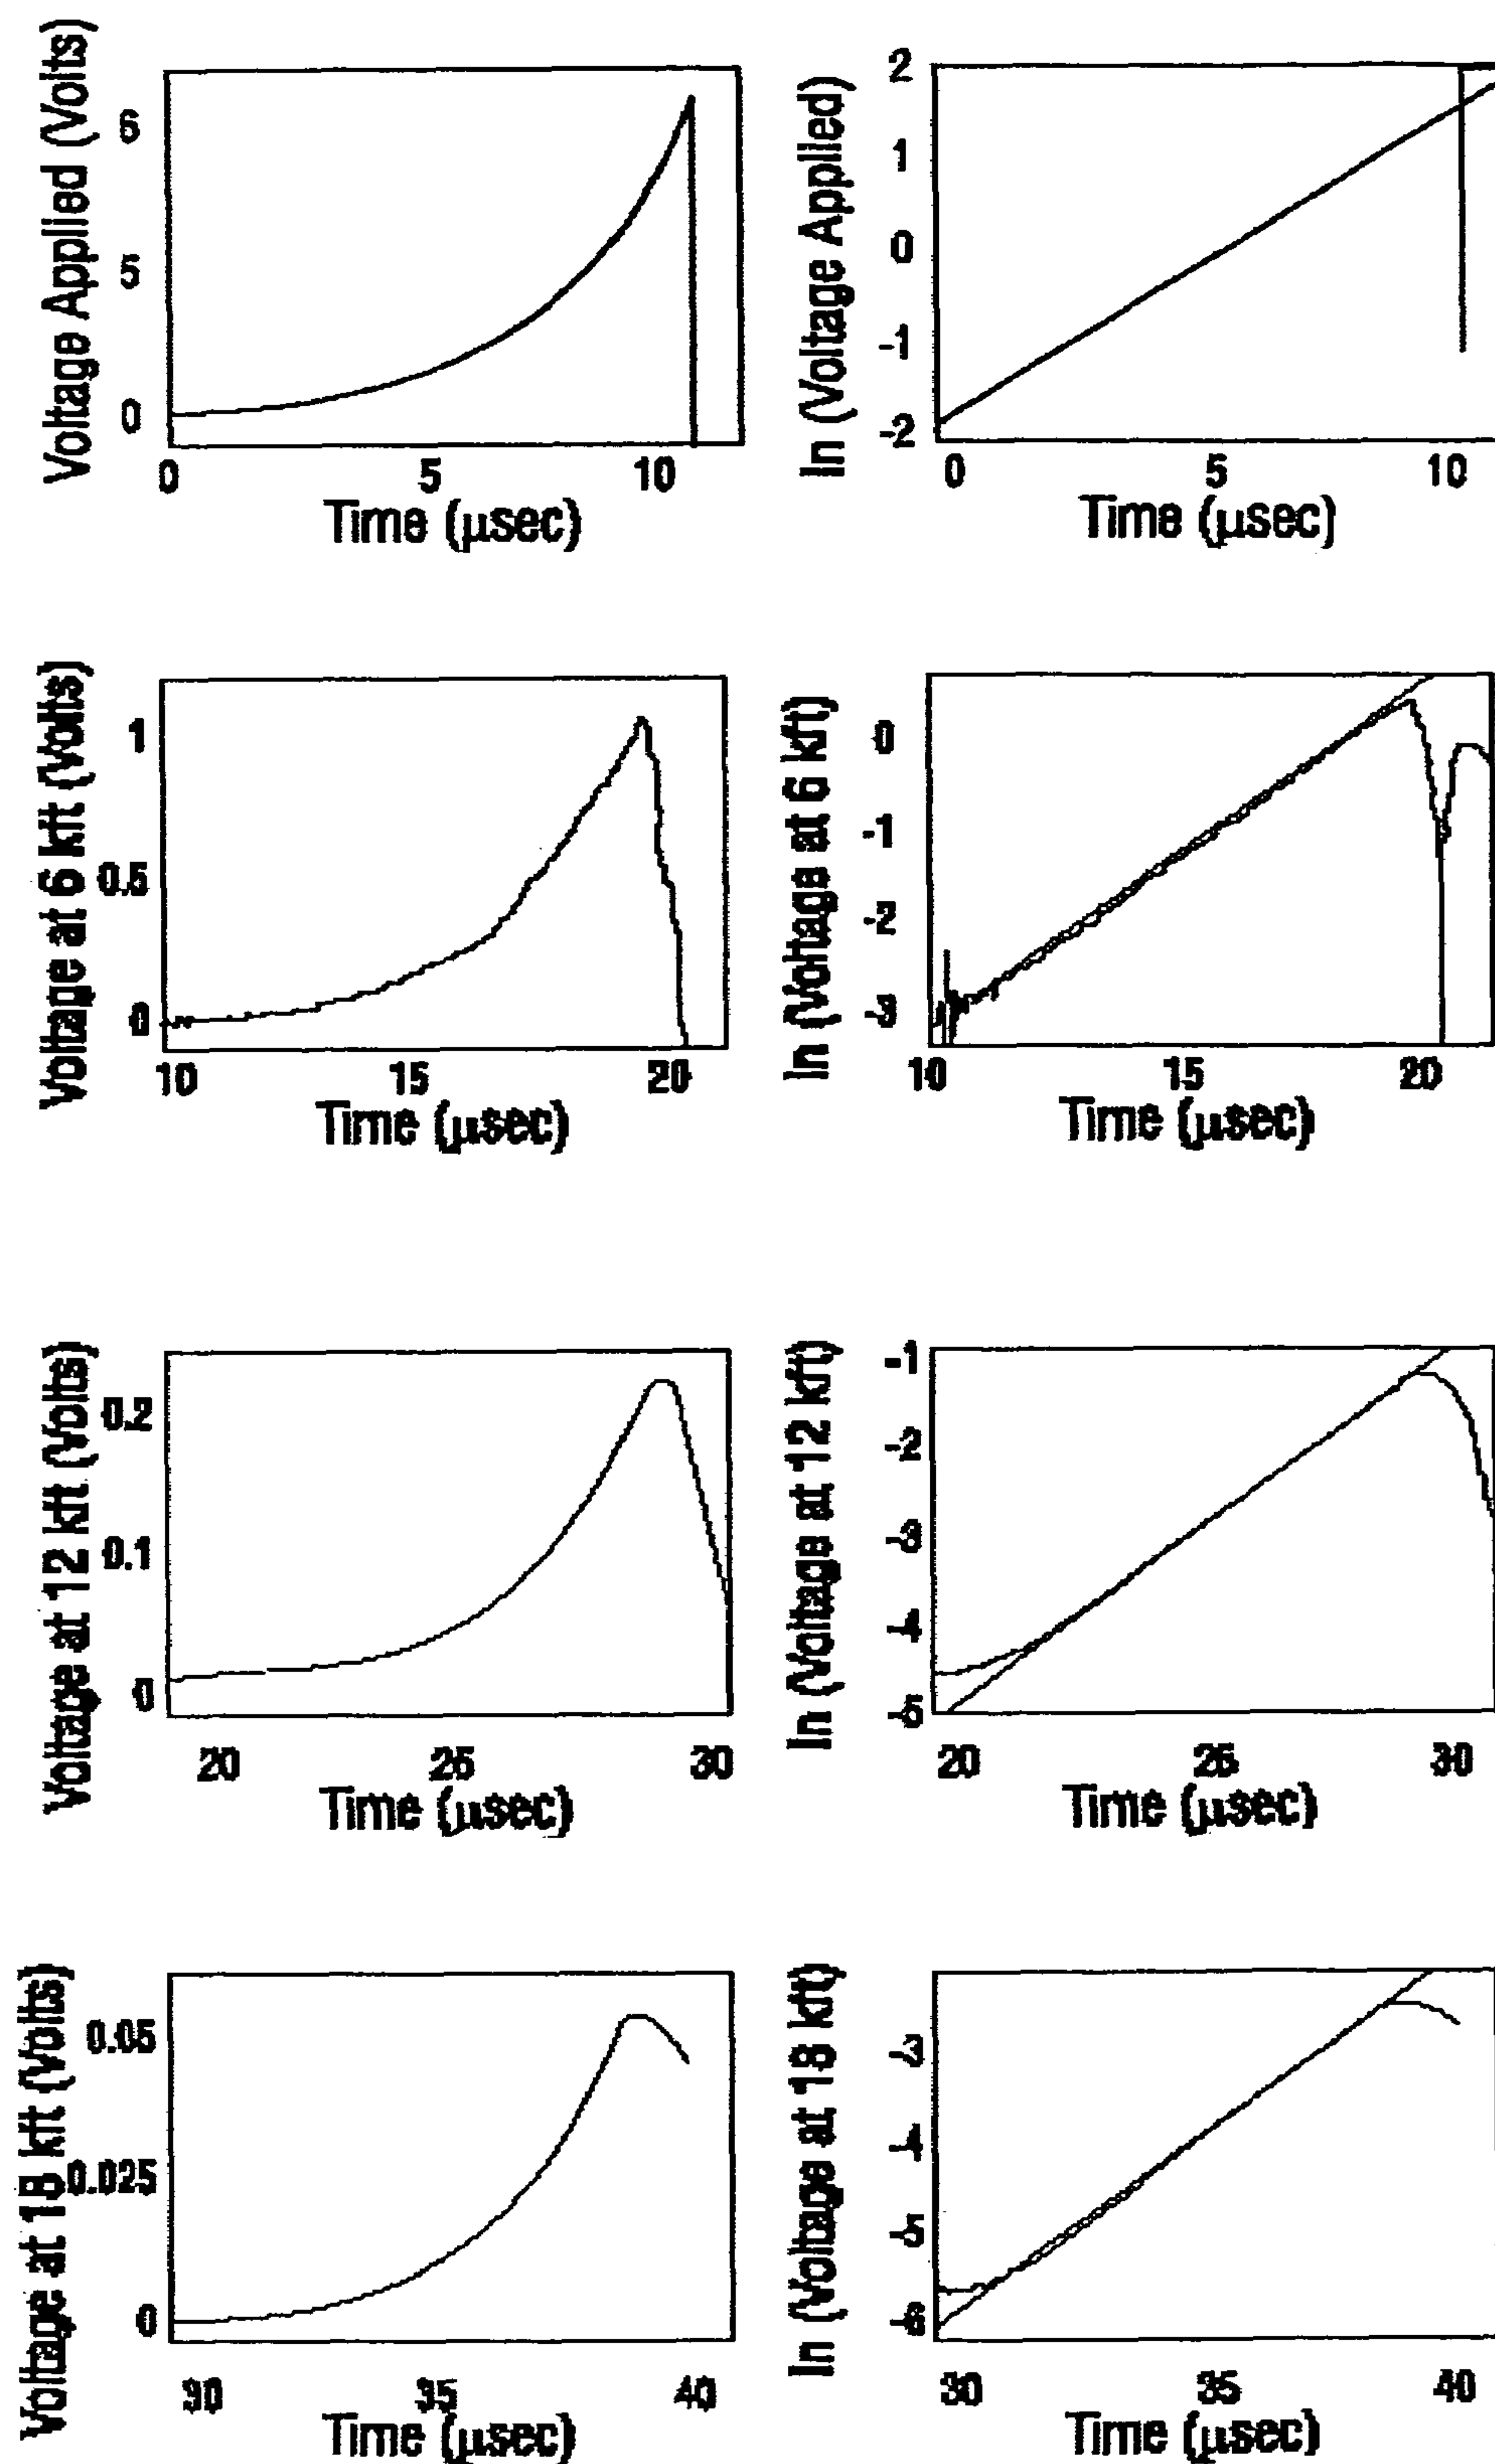 Voltage Applied (Volts)
6
5
0
0 5 10
Time (µsec)
ln (Voltage Applied)
2
1
0
-1
-2
0 5 10
Time (µsec)
Voltage at 6 kft (Volts)
1
0.5
0
10 15 20
Time (µsec)
ln (Voltage at 6 kft)
0
-1
-2
-3
10 15 20
Time (µsec)
Voltage at 12 kft (Volts)
0.2
0.1
0
20 25 30
Time (µsec)
ln (Voltage at 12 kft)
-1
-2
-3
-4
-5
20 25 30
Time (µsec)
Voltage at 18 kft (Volts)
0.05
0.025
0
30 35 40
Time (µsec)
ln (Voltage at 18 kft)
-3
-4
-5
-6
30 35 40
Time (µsec)